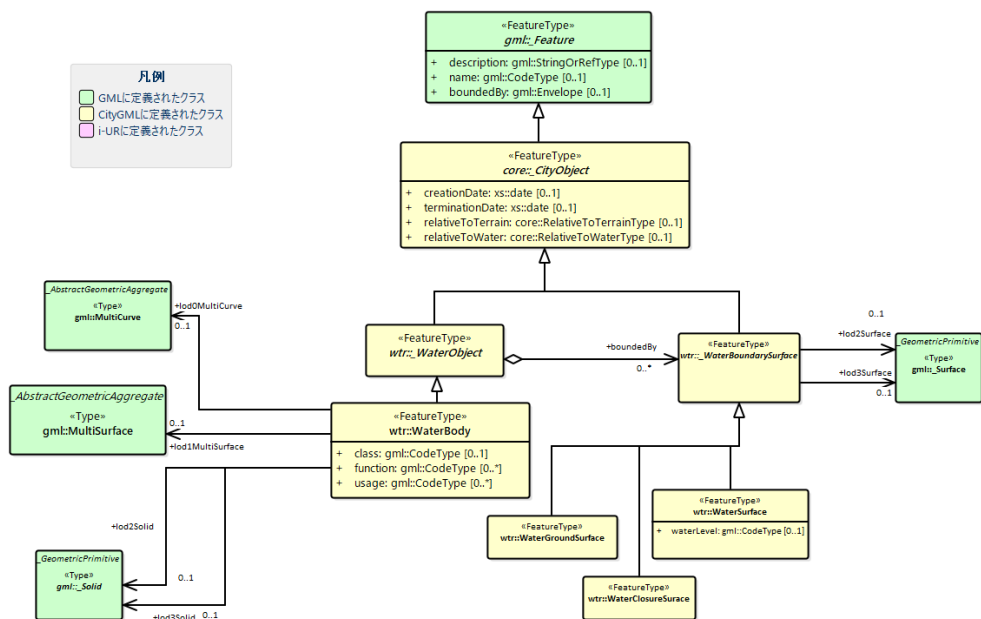 «FeatureType»
gml::_Feature
+ description: gml::StringOrRefType [0..1]
+ name: gml::CodeType [0..1]
+ boundedBy: gml::Envelope [0..1]
凡例
GMLに定義されたクラス
CityGMLに定義されたクラス
i-URに定義されたクラス
«FeatureType»
core::_CityObject
+ creationDate: xs::date [0..1]
+ terminationDate: xs::date [0..1]
+ relativeToTerrain: core::RelativeToTerrainType [0..1]
+ relativeToWater: core::RelativeToWaterType [0..1]
_AbstractGeometricAggregate
«Type»
gml::MultiCurve
+lod0MultiCurve
0..1
«FeatureType»
wtr::_WaterObject
+boundedBy
0..*
«FeatureType»
wtr::_WaterBoundarySurface
0..1
+lod2Surface
+lod3Surface
0..1
_GeometricPrimitive
«Type»
gml::_Surface
_AbstractGeometricAggregate
«Type»
gml::MultiSurface
0..1
+lod1MultiSurface
«FeatureType»
wtr::WaterBody
+ class: gml::CodeType [0..1]
+ function: gml::CodeType [0..*]
+ usage: gml::CodeType [0..*]
«FeatureType»
wtr::WaterGroundSurface
«FeatureType»
wtr::WaterSurface
+ waterLevel: gml::CodeType [0..1]
«FeatureType»
wtr::WaterClosureSurace
+lod2Solid
0..1
_GeometricPrimitive
«Type»
gml::_Solid
+lod3Solid
0..1